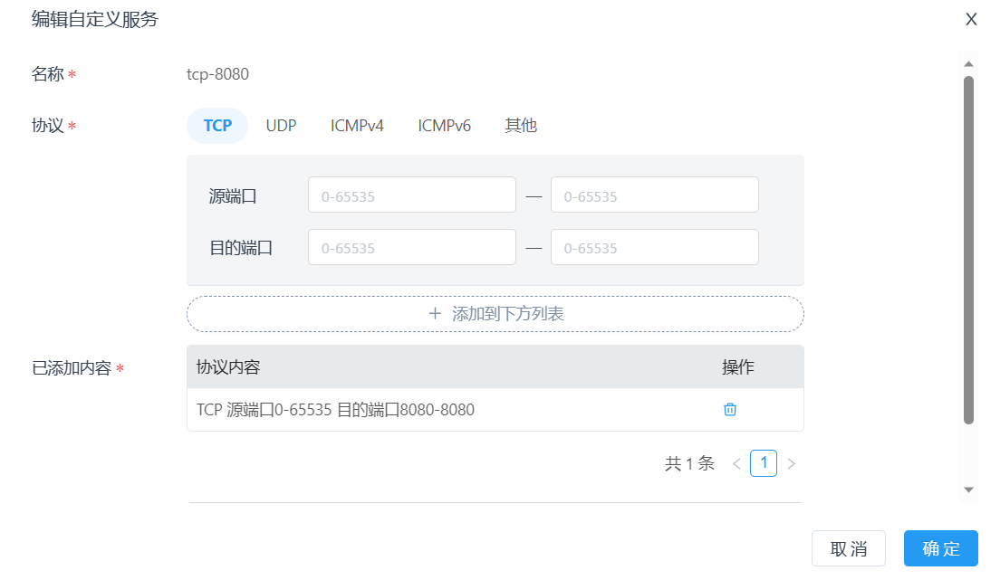 编辑自定义服务 X
名称 * tcp-8080
协议 * TCP UDP ICMPv4 ICMPv6 其他
源端口 0-65535 — 0-65535
目的端口 0-65535 — 0-65535
+ 添加到下方列表
已添加内容 * 协议内容 操作
TCP 源端口0-65535 目的端口8080-8080
共 1 条 < 1 >
取消 确定